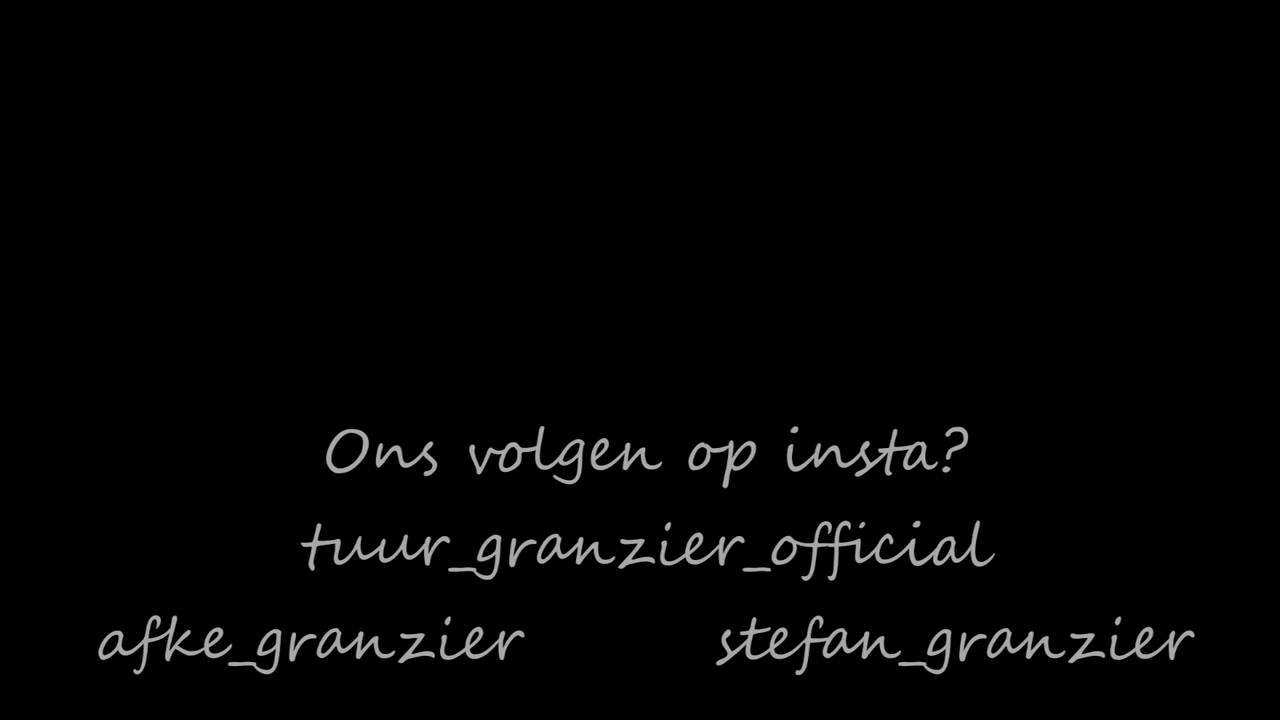 Ons volgen op insta?
tuur_granzier_official
afke_granzier stefan_granzier